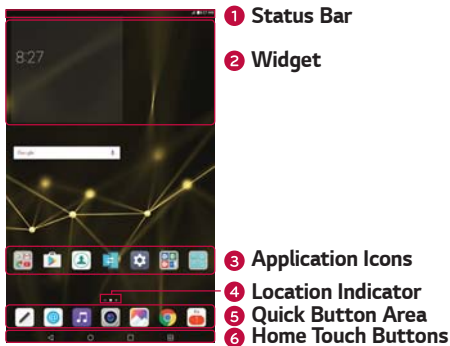 1 Status Bar
8:27
2 Widget
Google
3 Application Icons
4 Location Indicator
5 Quick Button Area
6 Home Touch Buttons